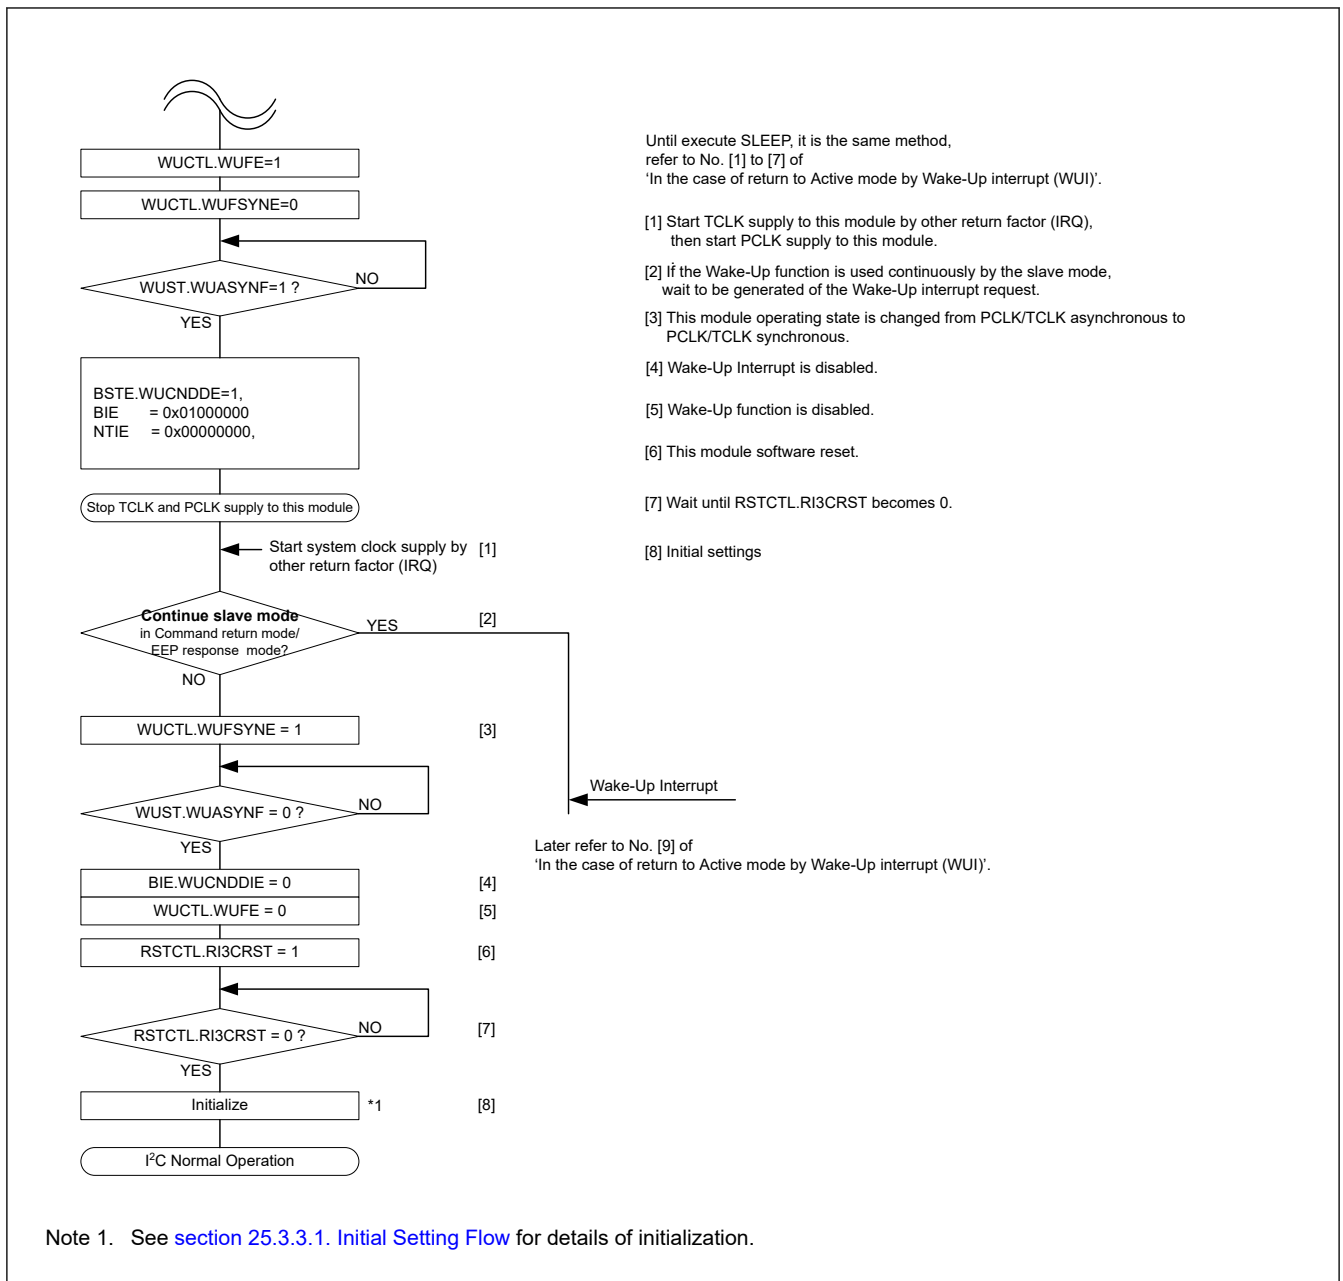 WUCTL.WUFE=1
WUCTL.WUFSYNE=0
WUST.WUASYNF=1 ?
NO
YES
BSTE.WUCNDDE=1,
BIE = 0x01000000
NTIE = 0x00000000,
Stop TCLK and PCLK supply to this module
Start system clock supply by [1]
other return factor (IRQ)
Continue slave mode
in Command return mode/
EEP response mode?
YES
[2]
NO
WUCTL.WUFSYNE = 1
[3]
WUST.WUASYNF = 0 ?
NO
YES
BIE.WUCNDDIE = 0
[4]
WUCTL.WUFE = 0
[5]
RSTCTL.RI3CRST = 1
[6]
RSTCTL.RI3CRST = 0 ?
NO
[7]
YES
Initialize
*1
[8]
I²C Normal Operation
Until execute SLEEP, it is the same method,
refer to No. [1] to [7] of
‘In the case of return to Active mode by Wake-Up interrupt (WUI)’.
[1] Start TCLK supply to this module by other return factor (IRQ),
then start PCLK supply to this module.
[2] If the Wake-Up function is used continuously by the slave mode,
wait to be generated of the Wake-Up interrupt request.
[3] This module operating state is changed from PCLK/TCLK asynchronous to
PCLK/TCLK synchronous.
[4] Wake-Up Interrupt is disabled.
[5] Wake-Up function is disabled.
[6] This module software reset.
[7] Wait until RSTCTL.RI3CRST becomes 0.
[8] Initial settings
Wake-Up Interrupt
Later refer to No. [9] of
‘In the case of return to Active mode by Wake-Up interrupt (WUI)’.
Note 1. See section 25.3.3.1. Initial Setting Flow for details of initialization.